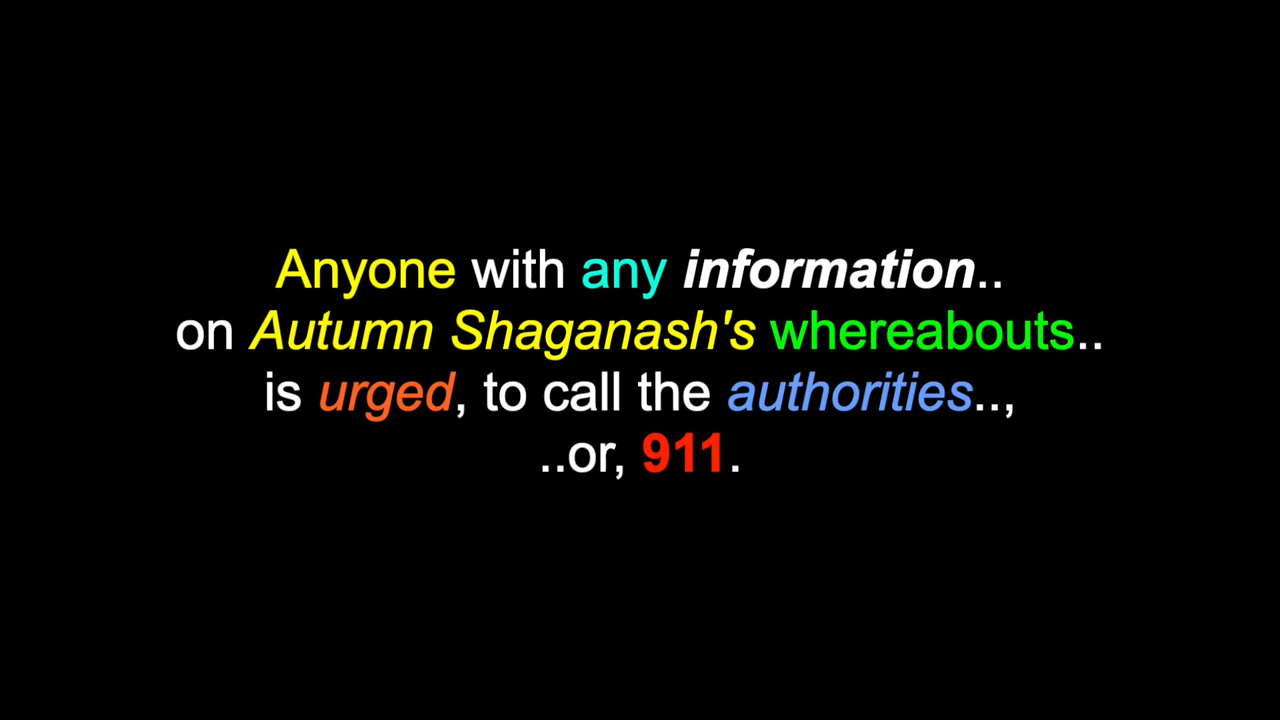 Anyone with any information..
on Autumn Shaganash's whereabouts..
is urged, to call the authorities..,
..or, 911.